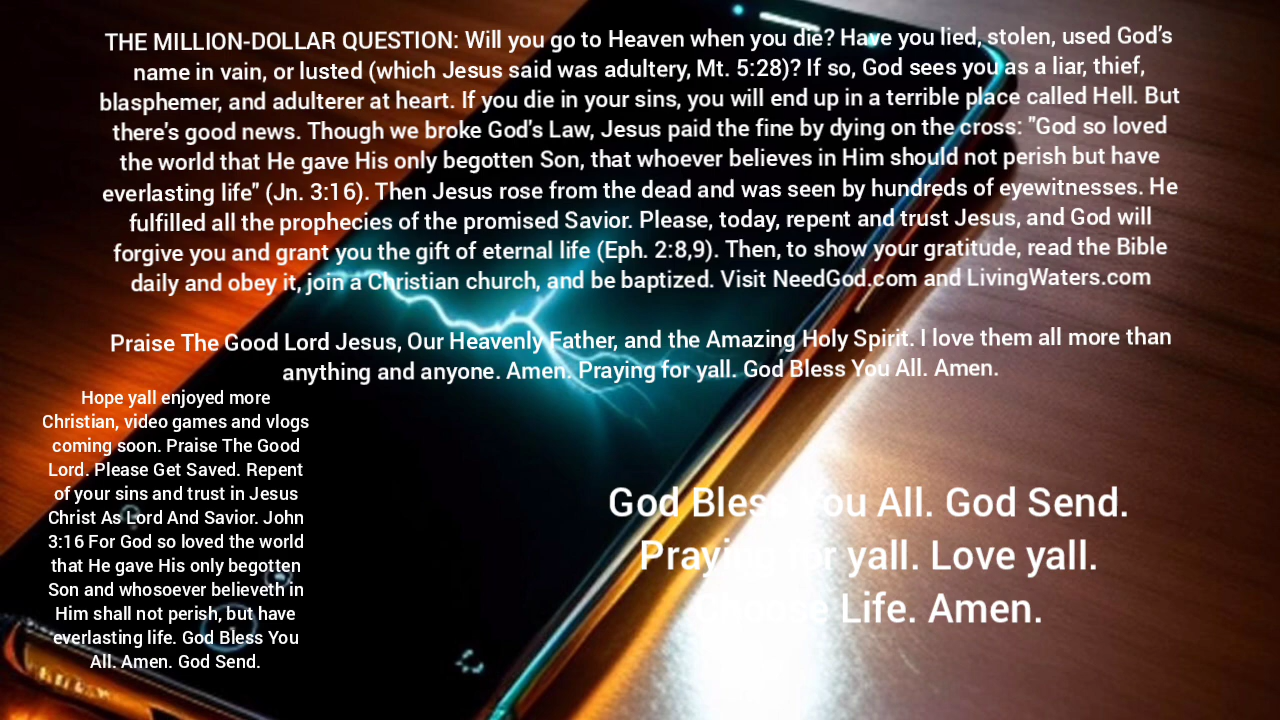 THE MILLION-DOLLAR QUESTION: Will you go to Heaven when you die? Have you lied, stolen, used God's
name in vain, or lusted (which Jesus said was adultery, Mt. 5:28)? If so, God sees you as a liar, thief,
blasphemer, and adulterer at heart. If you die in your sins, you will end up in a terrible place called Hell. But
there's good news. Though we broke God's Law, Jesus paid the fine by dying on the cross: "God so loved
the world that He gave His only begotten Son, that whoever believes in Him should not perish but have
everlasting life" (Jn. 3:16). Then Jesus rose from the dead and was seen by hundreds of eyewitnesses. He
fulfilled all the prophecies of the promised Savior. Please, today, repent and trust Jesus, and God will
forgive you and grant you the gift of eternal life (Eph. 2:8,9). Then, to show your gratitude, read the Bible
daily and obey it, join a Christian church, and be baptized. Visit NeedGod.com and LivingWaters.com
Praise The Good Lord Jesus, Our Heavenly Father, and the Amazing Holy Spirit. I love them all more than
anything and anyone. Amen. Praying for yall. God Bless You All. Amen.
Hope yall enjoyed more
Christian, video games and vlogs
coming soon. Praise The Good
Lord. Please Get Saved. Repent
of your sins and trust in Jesus
Christ As Lord And Savior. John
3:16 For God so loved the world
that He gave His only begotten
Son and whosoever believeth in
Him shall not perish, but have
everlasting life. God Bless You
All. Amen. God Send.
God Bless You All. God Send.
Praying for yall. Love yall.
Choose Life. Amen.